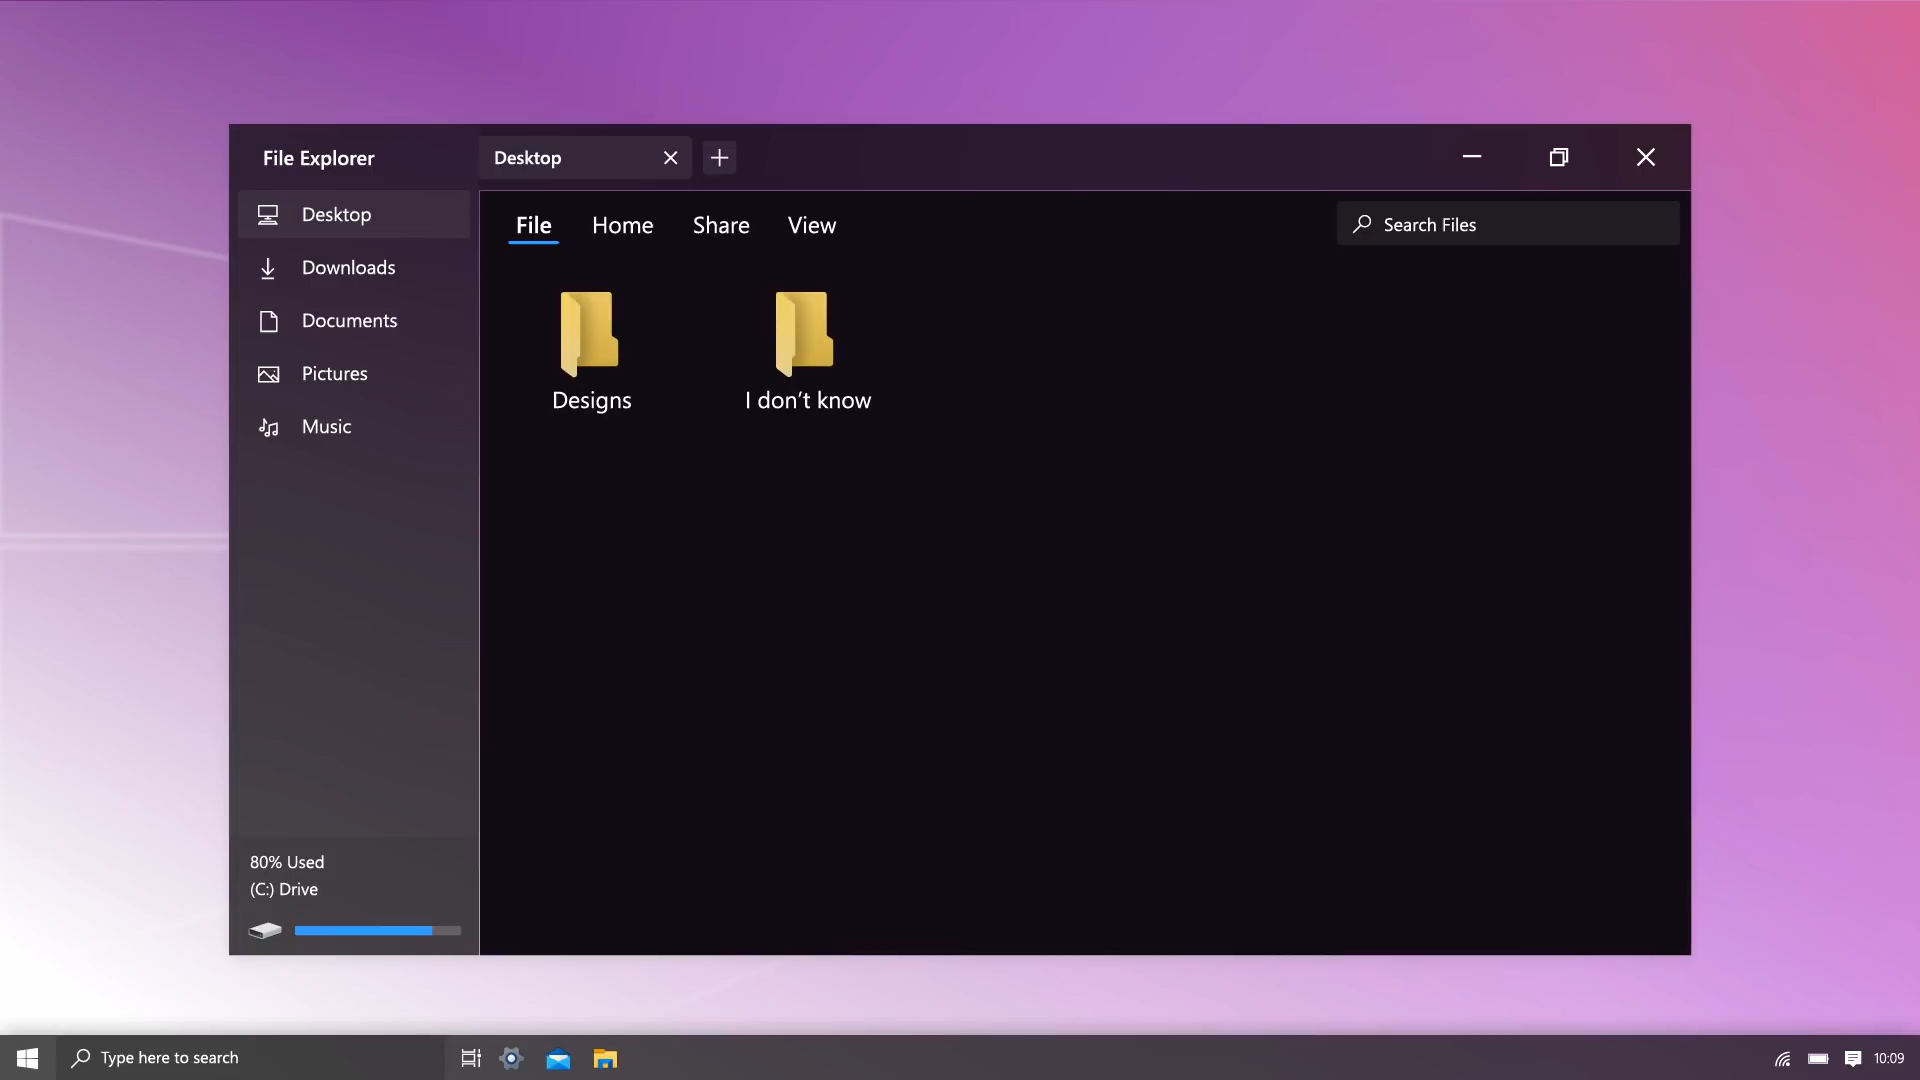 File Explorer
Desktop
Desktop
Downloads
Documents
Pictures
Music
File Home Share View
Search Files
Designs
I don’t know
80% Used
(C:) Drive
Type here to search
10:09